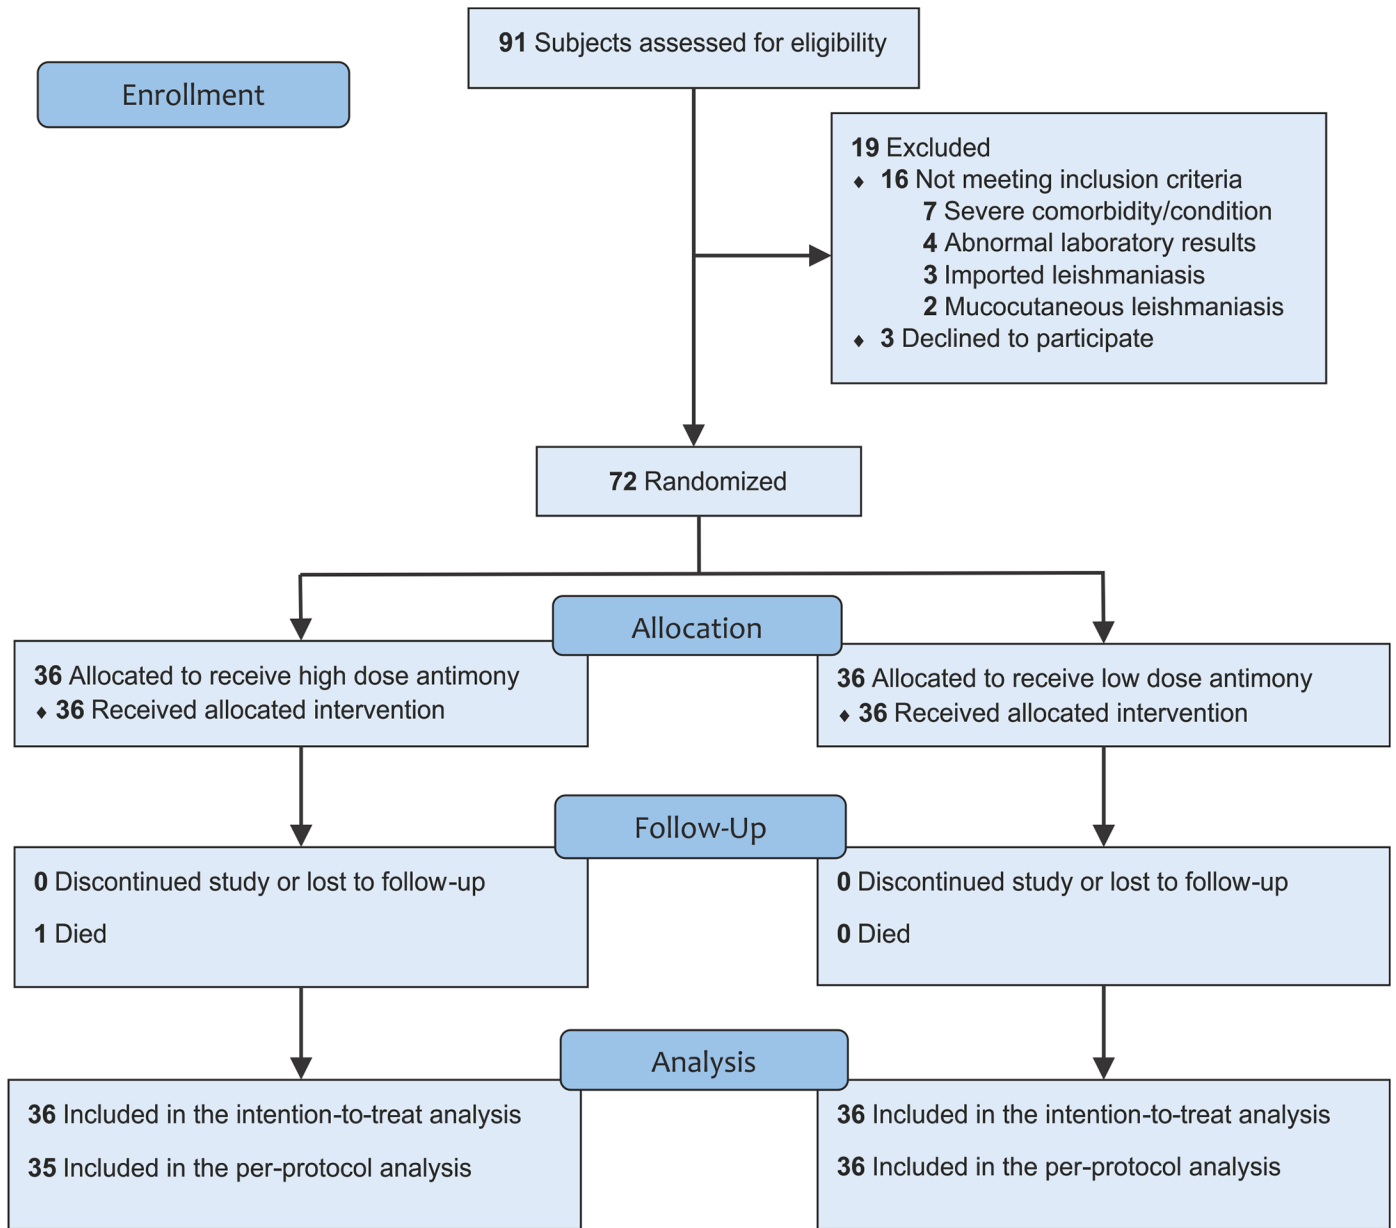 91 Subjects assessed for eligibility
Enrollment
19 Excluded
♦ 16 Not meeting inclusion criteria
7 Severe comorbidity/condition
4 Abnormal laboratory results
3 Imported leishmaniasis
2 Mucocutaneous leishmaniasis
♦ 3 Declined to participate
72 Randomized
Allocation
36 Allocated to receive high dose antimony
♦ 36 Received allocated intervention
36 Allocated to receive low dose antimony
♦ 36 Received allocated intervention
Follow-Up
0 Discontinued study or lost to follow-up
1 Died
0 Discontinued study or lost to follow-up
0 Died
Analysis
36 Included in the intention-to-treat analysis
35 Included in the per-protocol analysis
36 Included in the intention-to-treat analysis
36 Included in the per-protocol analysis